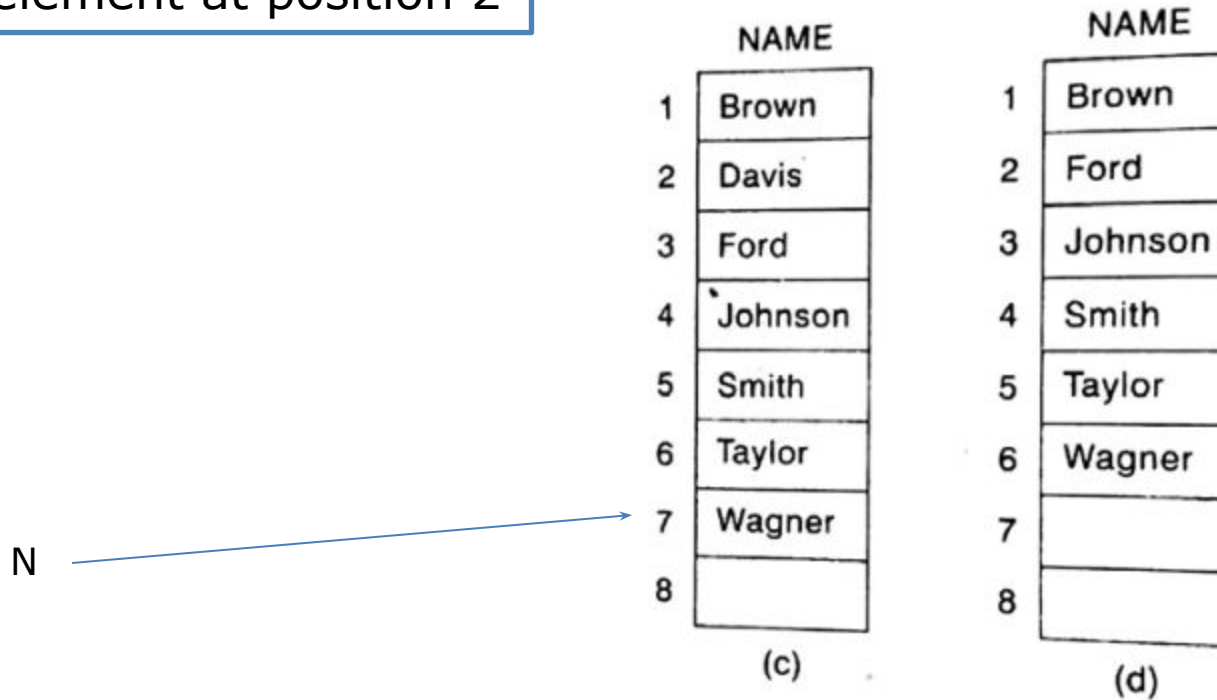 element at position 2
NAME
1 Brown
2 Davis
3 Ford
4 Johnson
5 Smith
6 Taylor
7 Wagner
8
(c)
NAME
1 Brown
2 Ford
3 Johnson
4 Smith
5 Taylor
6 Wagner
7
8
(d)
N